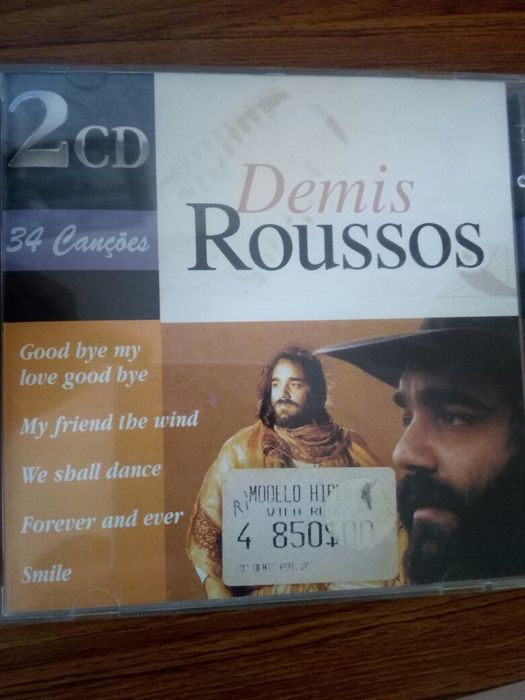 2CD
34 Canções
Demis
Roussos
Good bye my
love good bye
My friend the wind
We shall dance
Forever and ever
Smile
MODELO
4 850$00